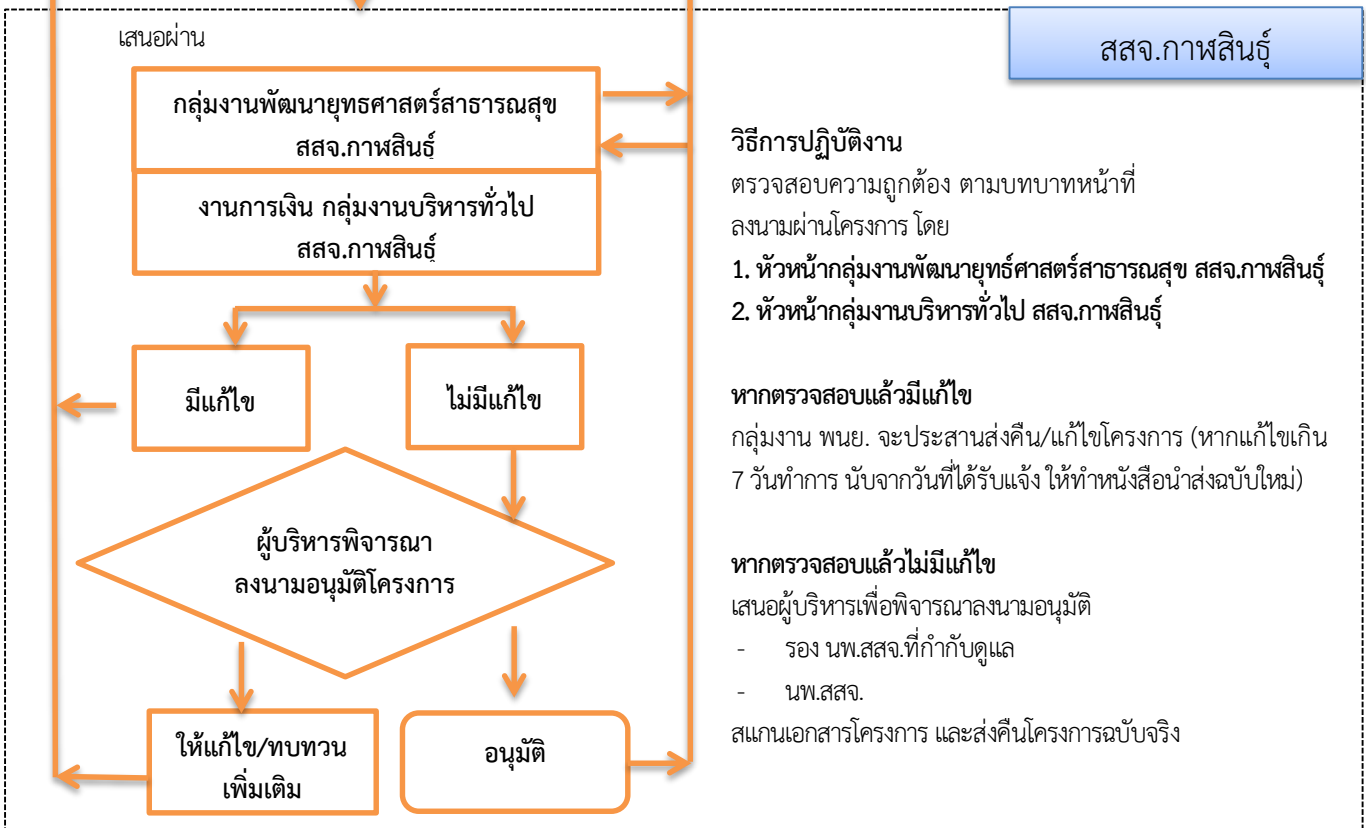 เสนอผ่าน
สสจ.กาฬสินธุ์
กลุ่มงานพัฒนายุทธศาสตร์สาธารณสุข
สสจ.กาฬสินธุ์
งานการเงิน กลุ่มงานบริหารทั่วไป
สสจ.กาฬสินธุ์
มีแก้ไข
ไม่มีแก้ไข
ผู้บริหารพิจารณา
ลงนามอนุมัติโครงการ
ให้แก้ไข/ทบทวน
เพิ่มเติม
อนุมัติ
วิธีการปฏิบัติงาน
ตรวจสอบความถูกต้อง ตามบทบาทหน้าที่
ลงนามผ่านโครงการ โดย
1. หัวหน้ากลุ่มงานพัฒนายุทธ์ศาสตร์สาธารณสุข สสจ.กาฬสินธุ์
2. หัวหน้ากลุ่มงานบริหารทั่วไป สสจ.กาฬสินธุ์
หากตรวจสอบแล้วมีแก้ไข
กลุ่มงาน พนย. จะประสานส่งคืน/แก้ไขโครงการ (หากแก้ไขเกิน
7 วันทำการ นับจากวันที่ได้รับแจ้ง ให้ทำหนังสือนำส่งฉบับใหม่)
หากตรวจสอบแล้วไม่มีแก้ไข
เสนอผู้บริหารเพื่อพิจารณาลงนามอนุมัติ
- รอง นพ.สสจ.ที่กำกับดูแล
- นพ.สสจ.
สแกนเอกสารโครงการ และส่งคืนโครงการฉบับจริง